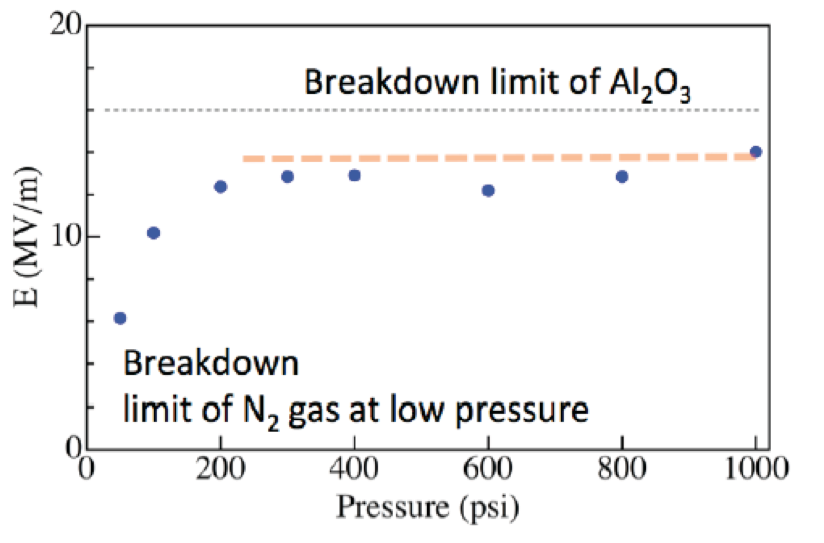 20
Breakdown limit of Al₂O₃
E (MV/m)
10
Breakdown
limit of N₂ gas at low pressure
0
0 200 400 600 800 1000
Pressure (psi)